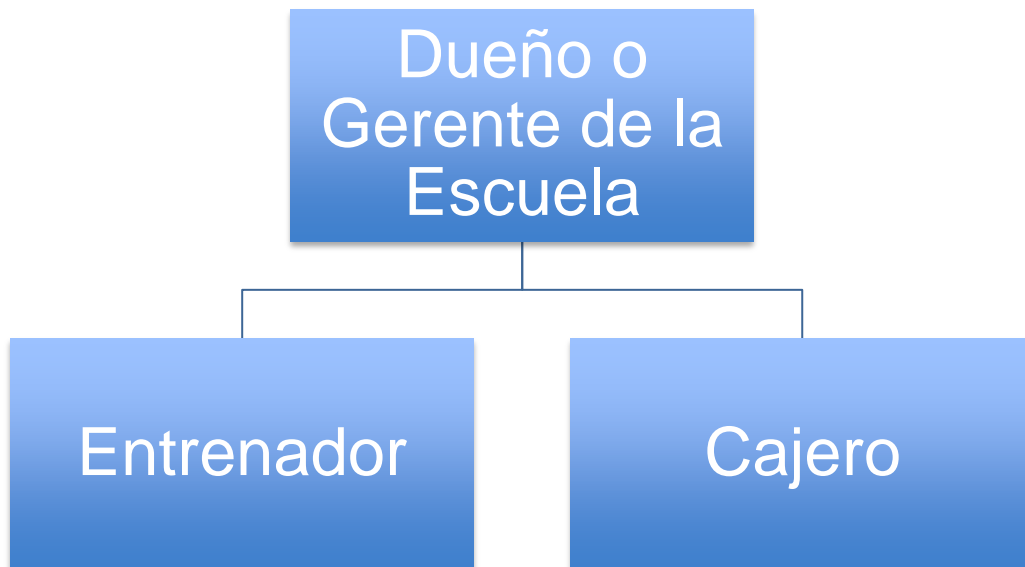 Dueño o
Gerente de la
Escuela
Entrenador
Cajero